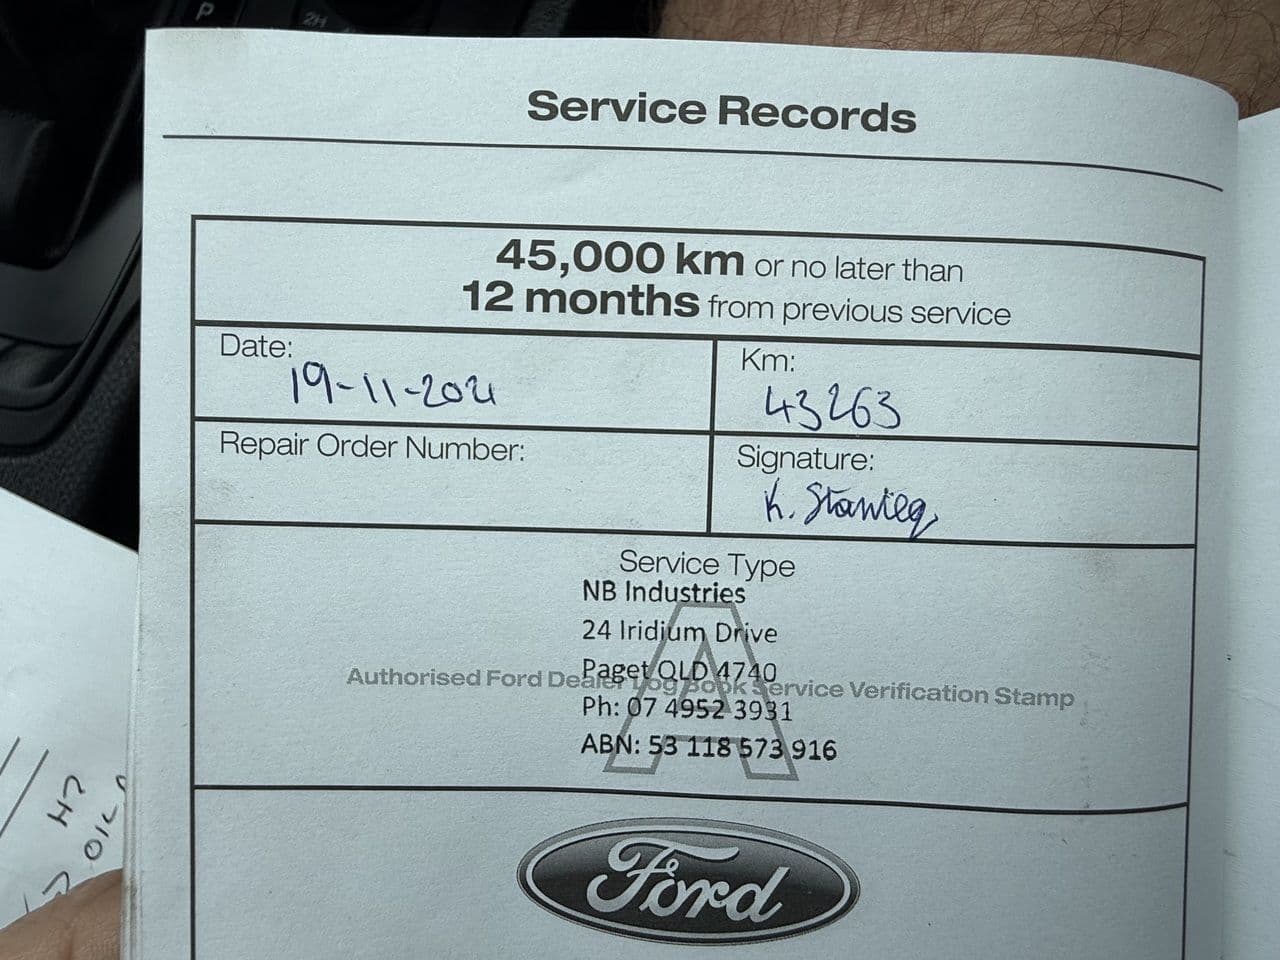 P
2H
Service Records
45,000 km or no later than
12 months from previous service
Date:
19-11-2021
Km:
43263
Repair Order Number:
Signature:
Service Type
NB Industries
24 Iridium Drive
Paget QLD 4740
Authorised Ford Dealer Log Book Service Verification Stamp
Ph: 07 4952 3931
ABN: 53 118 573 916
A
Ford